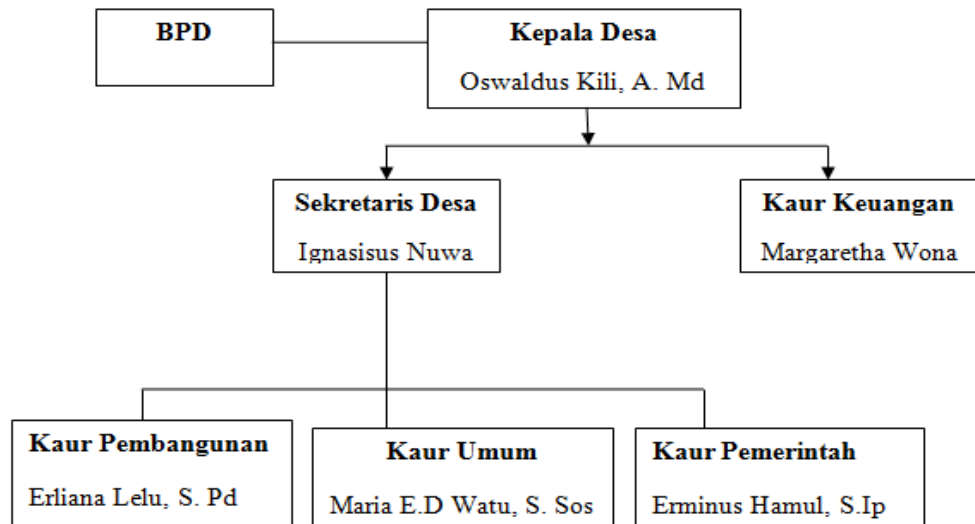 BPD
Kepala Desa
Oswaldus Kili, A. Md
Sekretaris Desa
Ignasisus Nuwa
Kaur Keuangan
Margaretha Wona
Kaur Pembangunan
Erliana Lelu, S. Pd
Kaur Umum
Maria E.D Watu, S. Sos
Kaur Pemerintah
Erminus Hamul, S.Ip